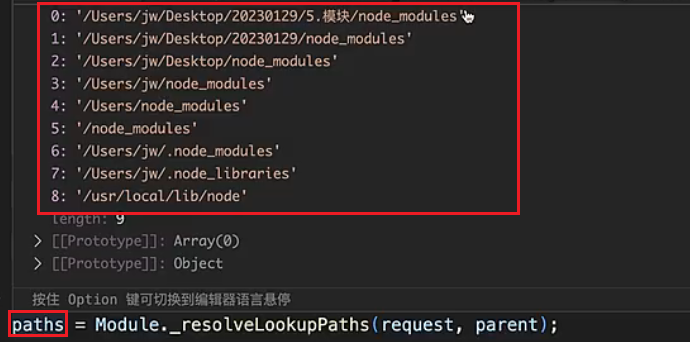 0: '/Users/jw/Desktop/20230129/5.模块/node_modules'
1: '/Users/jw/Desktop/20230129/node_modules'
2: '/Users/jw/Desktop/node_modules'
3: '/Users/jw/node_modules'
4: '/Users/node_modules'
5: '/node_modules'
6: '/Users/jw/.node_modules'
7: '/Users/jw/.node_libraries'
8: '/usr/local/lib/node'
length: 9
[[Prototype]]: Array(0)
[[Prototype]]: Object
按住 Option 键可切换到编辑器语言悬停
paths = Module._resolveLookupPaths(request, parent);